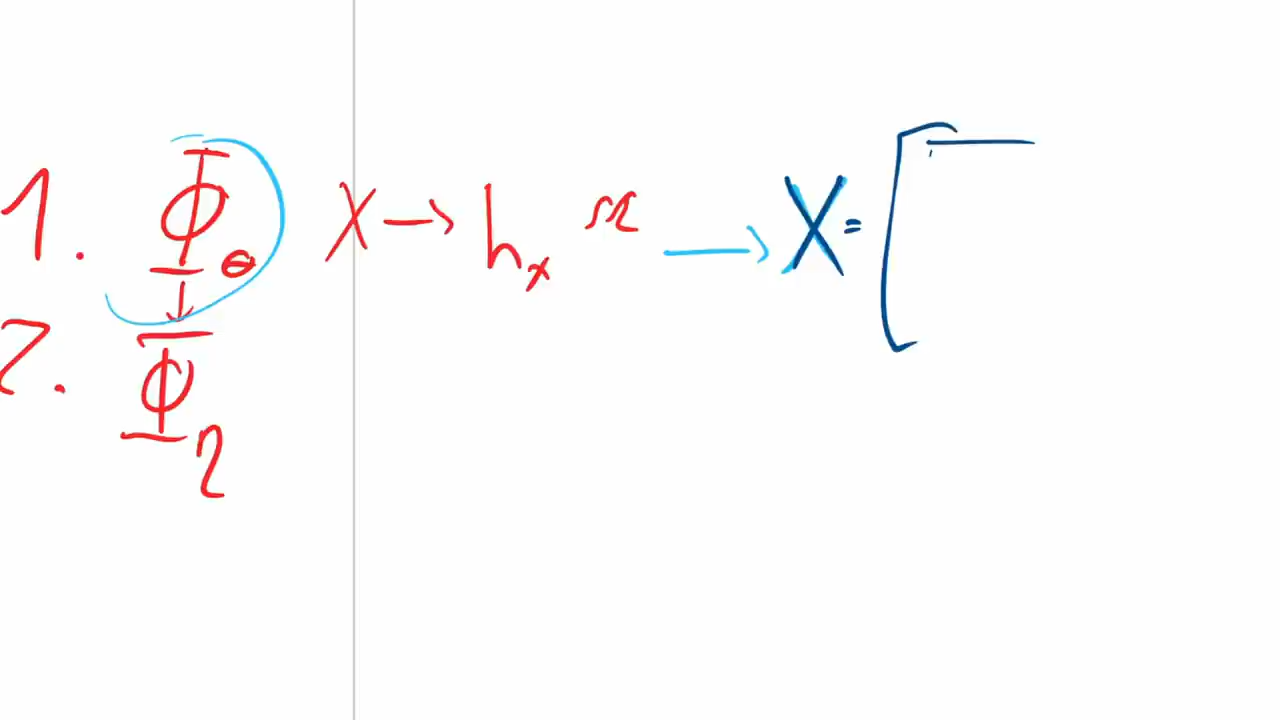 1. Φ_θ X → h_x → X = [
↓
2. Φ_η